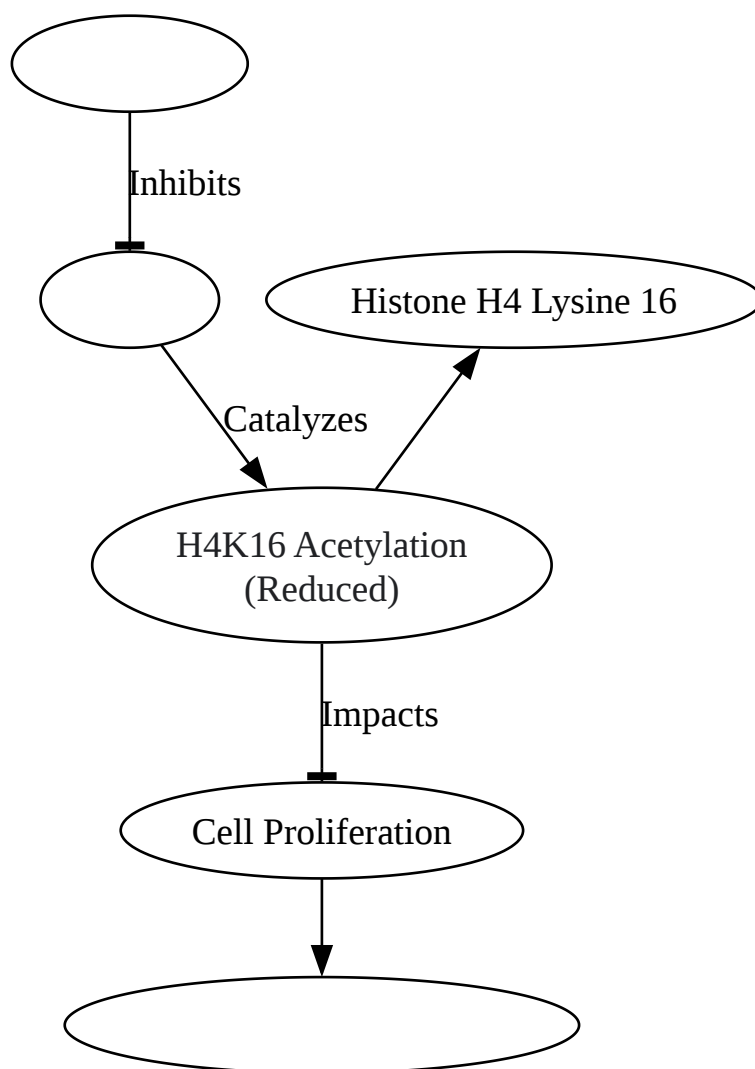 Inhibits
Histone H4 Lysine 16
Catalyzes
H4K16 Acetylation
(Reduced)
Impacts
Cell Proliferation